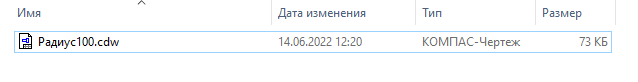 Имя Дата изменения Тип Размер
Радиус100.cdw 14.06.2022 12:20 КОМПАС-Чертеж 73 КБ